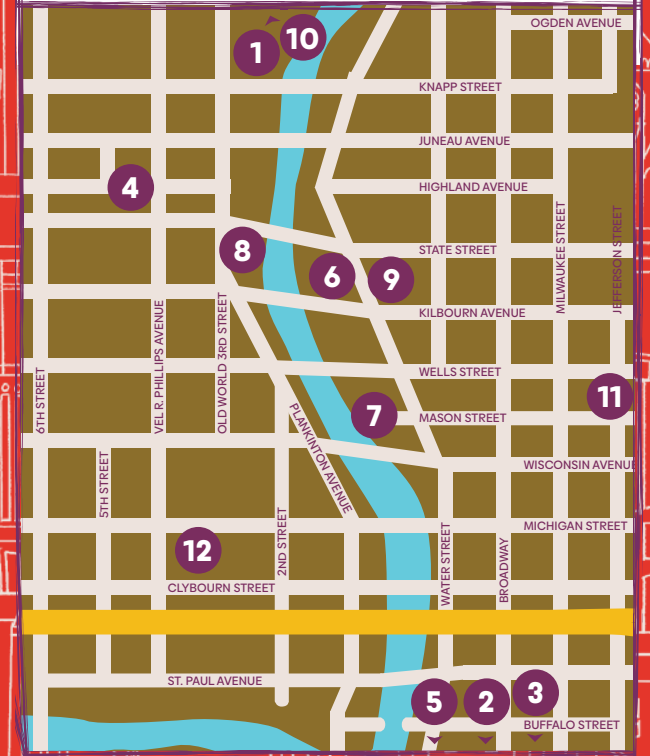 OGDEN AVENUE
10
1
KNAPP STREET
JUNEAU AVENUE
4
HIGHLAND AVENUE
MILWAUKEE STREET
JEFFERSON STREET
8
STATE STREET
6
9
KILBOURN AVENUE
VEL R. PHILLIPS AVENUE
OLD WORLD 3RD STREET
6TH STREET
WELLS STREET
11
7
MASON STREET
PLANKINTON AVENUE
5TH STREET
WISCONSIN AVENUE
2ND STREET
MICHIGAN STREET
WATER STREET
BROADWAY
12
CLYBOURN STREET
ST. PAUL AVENUE
5
2
3
BUFFALO STREET